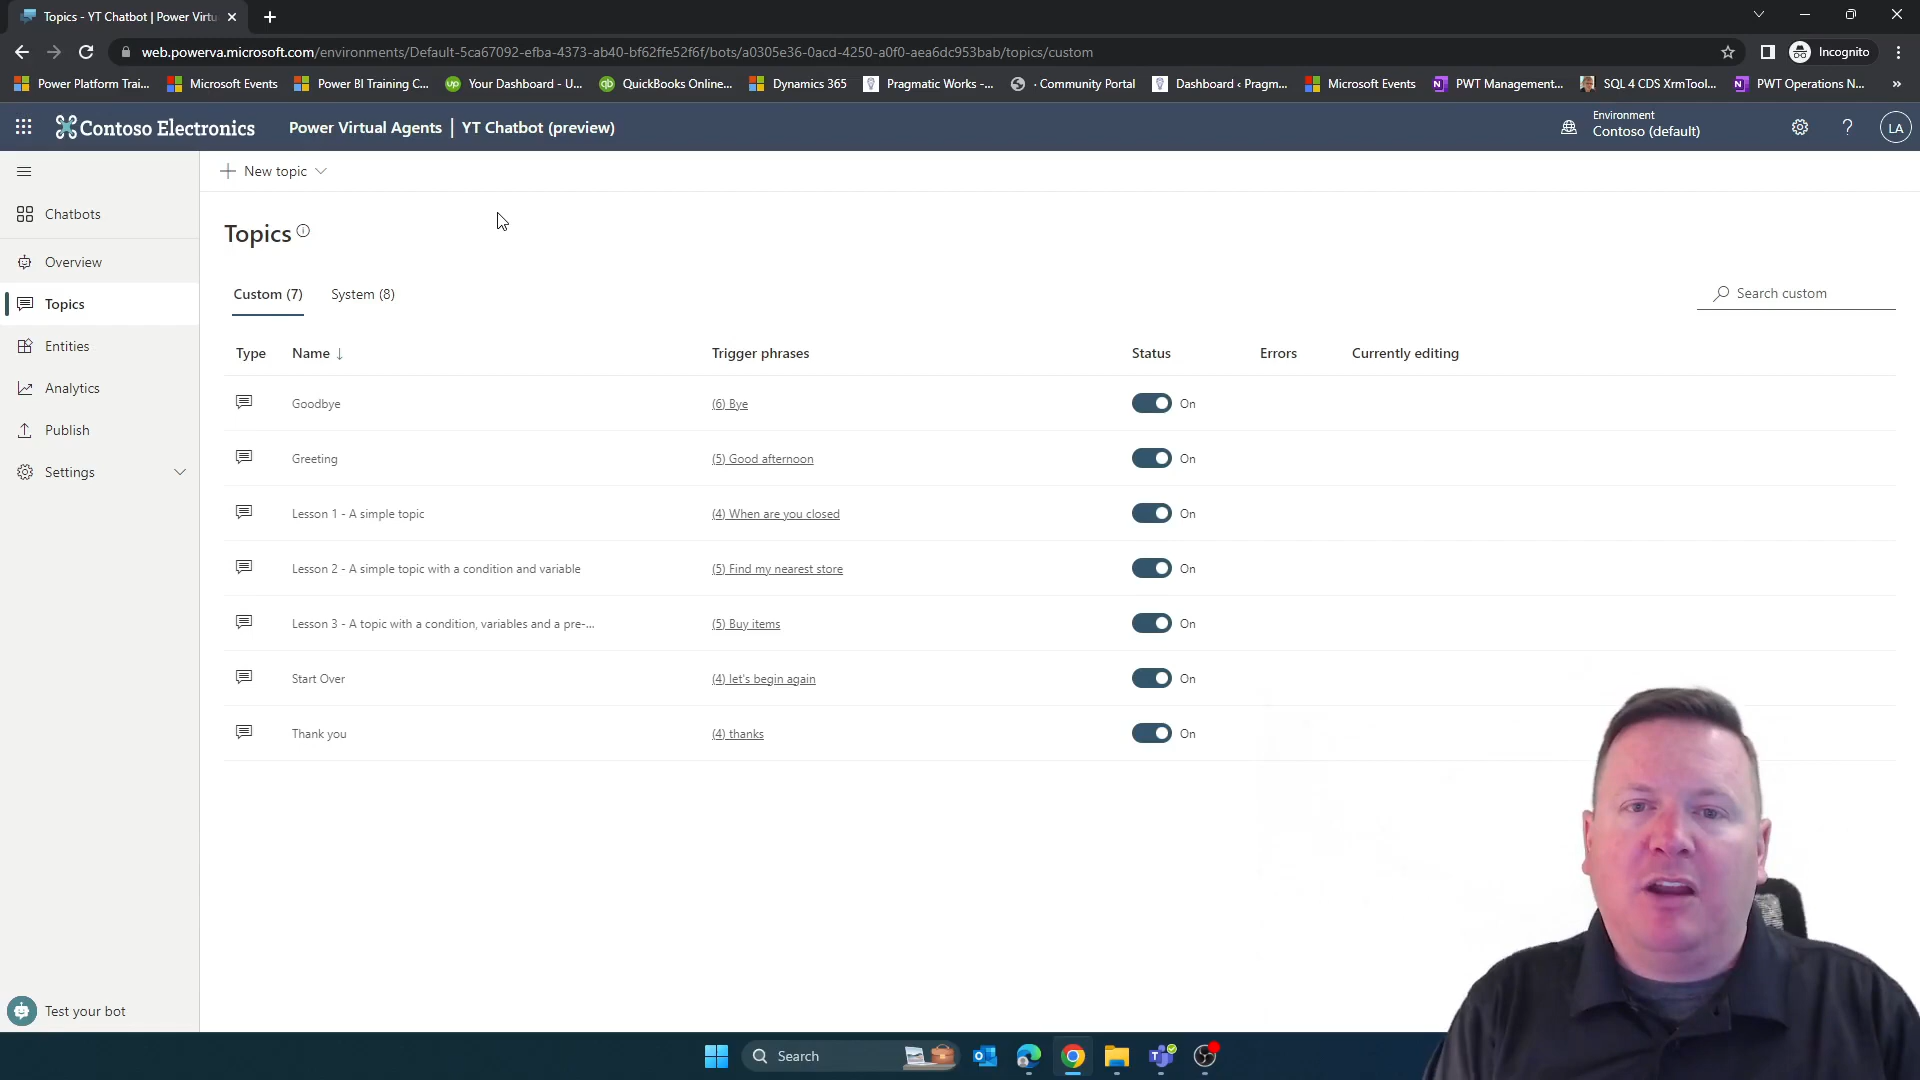 Topics - YT Chatbot | Power Virtu
web.powerva.microsoft.com/environments/Default-5ca67092-efba-4373-ab40-bf62ffe52f6f/bots/a0305e36-0acd-4250-a0f0-aea6dc953bab/topics/custom
Incognito
Power Platform Trai... Microsoft Events Power BI Training C... Your Dashboard - U... QuickBooks Online... Dynamics 365 Pragmatic Works -... · Community Portal Dashboard ‹ Pragm... Microsoft Events PWT Management... SQL 4 CDS XrmTool... PWT Operations N... »
Contoso Electronics Power Virtual Agents | YT Chatbot (preview)
Environment
Contoso (default)
? LA
New topic
Chatbots
Overview
Topics
Entities
Analytics
Publish
Settings
Test your bot
Topics
Custom (7) System (8)
Search custom
Type Name ↓ Trigger phrases Status Errors Currently editing
Goodbye (6) Bye On
Greeting (5) Good afternoon On
Lesson 1 - A simple topic (4) When are you closed On
Lesson 2 - A simple topic with a condition and variable (5) Find my nearest store On
Lesson 3 - A topic with a condition, variables and a pre-... (5) Buy items On
Start Over (4) let's begin again On
Thank you (4) thanks On
Search